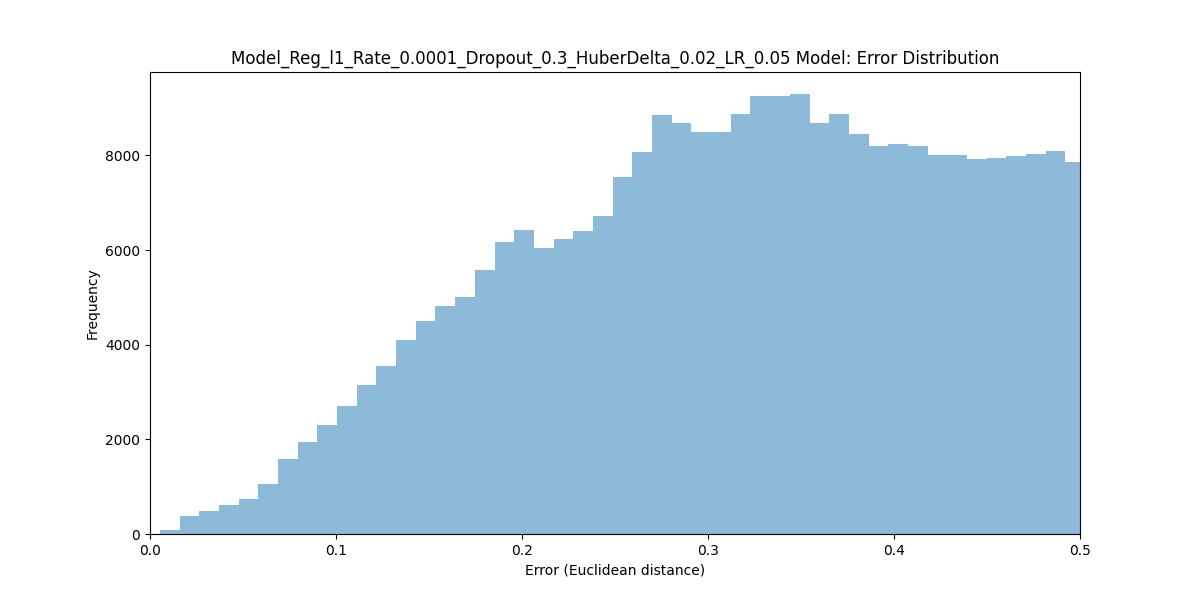 Model_Reg_l1_Rate_0.0001_Dropout_0.3_HuberDelta_0.02_LR_0.05 Model: Error Distribution
Frequency
8000
6000
4000
2000
0
0.0 0.1 0.2 0.3 0.4 0.5
Error (Euclidean distance)